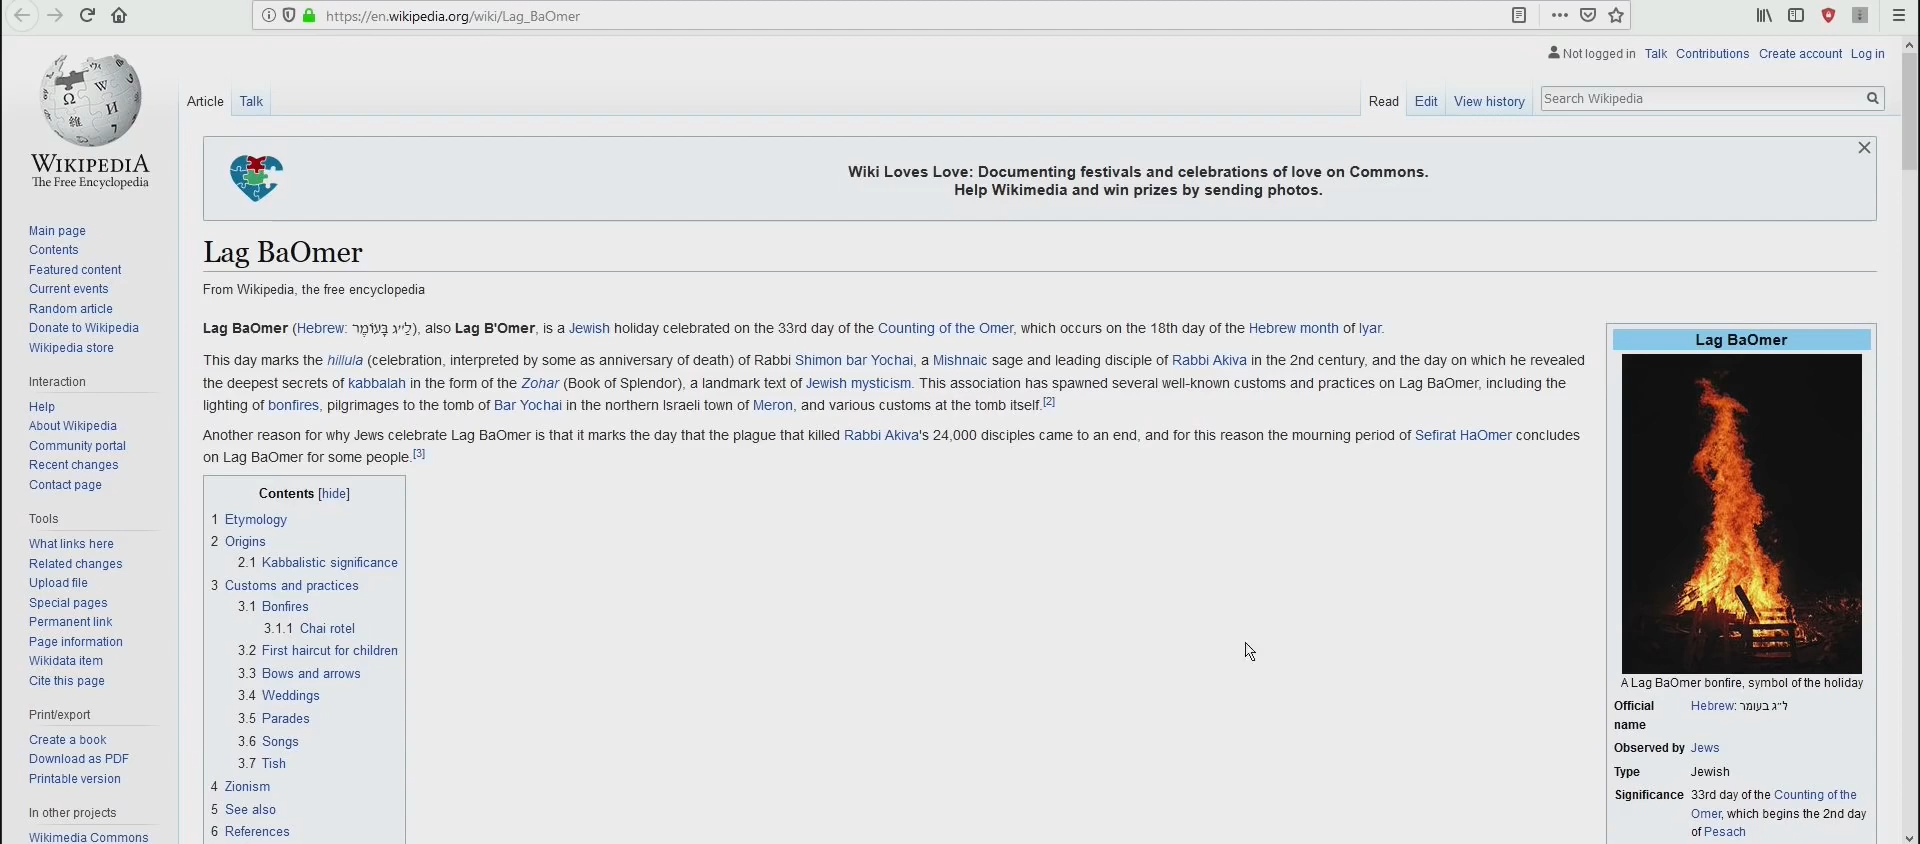 https://en.wikipedia.org/wiki/Lag_BaOmer
Not logged in Talk Contributions Create account Log in
Article Talk Read Edit View history Search Wikipedia
WIKIPEDIA
The Free Encyclopedia
Wiki Loves Love: Documenting festivals and celebrations of love on Commons.
Help Wikimedia and win prizes by sending photos.
Main page
Contents
Featured content
Current events
Random article
Donate to Wikipedia
Wikipedia store
Interaction
Help
About Wikipedia
Community portal
Recent changes
Contact page
Tools
What links here
Related changes
Upload file
Special pages
Permanent link
Page information
Wikidata item
Cite this page
Print/export
Create a book
Download as PDF
Printable version
In other projects
Wikimedia Commons
Lag BaOmer
From Wikipedia, the free encyclopedia
Lag BaOmer (Hebrew: לַ״ג בָּעוֹמֶר), also Lag B'Omer, is a Jewish holiday celebrated on the 33rd day of the Counting of the Omer, which occurs on the 18th day of the Hebrew month of Iyar.
This day marks the hillula (celebration, interpreted by some as anniversary of death) of Rabbi Shimon bar Yochai, a Mishnaic sage and leading disciple of Rabbi Akiva in the 2nd century, and the day on which he revealed
the deepest secrets of kabbalah in the form of the Zohar (Book of Splendor), a landmark text of Jewish mysticism. This association has spawned several well-known customs and practices on Lag BaOmer, including the
lighting of bonfires, pilgrimages to the tomb of Bar Yochai in the northern Israeli town of Meron, and various customs at the tomb itself.[2]
Another reason for why Jews celebrate Lag BaOmer is that it marks the day that the plague that killed Rabbi Akiva's 24,000 disciples came to an end, and for this reason the mourning period of Sefirat HaOmer concludes
on Lag BaOmer for some people.[3]
Contents [hide]
1 Etymology
2 Origins
2.1 Kabbalistic significance
3 Customs and practices
3.1 Bonfires
3.1.1 Chai rotel
3.2 First haircut for children
3.3 Bows and arrows
3.4 Weddings
3.5 Parades
3.6 Songs
3.7 Tish
4 Zionism
5 See also
6 References
Lag BaOmer
A Lag BaOmer bonfire, symbol of the holiday
Official name Hebrew: ל״ג בעומר
Observed by Jews
Type Jewish
Significance 33rd day of the Counting of the
Omer, which begins the 2nd day
of Pesach